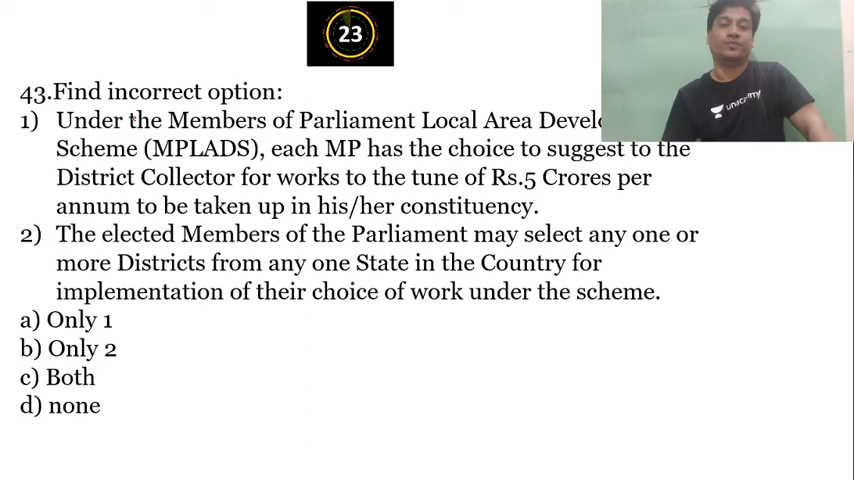 23
43.Find incorrect option:
1) Under the Members of Parliament Local Area
Scheme (MPLADS), each MP has the choice to suggest to the
District Collector for works to the tune of Rs.5 Crores per
annum to be taken up in his/her constituency.
2) The elected Members of the Parliament may select any one or
more Districts from any one State in the Country for
implementation of their choice of work under the scheme.
a) Only 1
b) Only 2
c) Both
d) none
unacademy